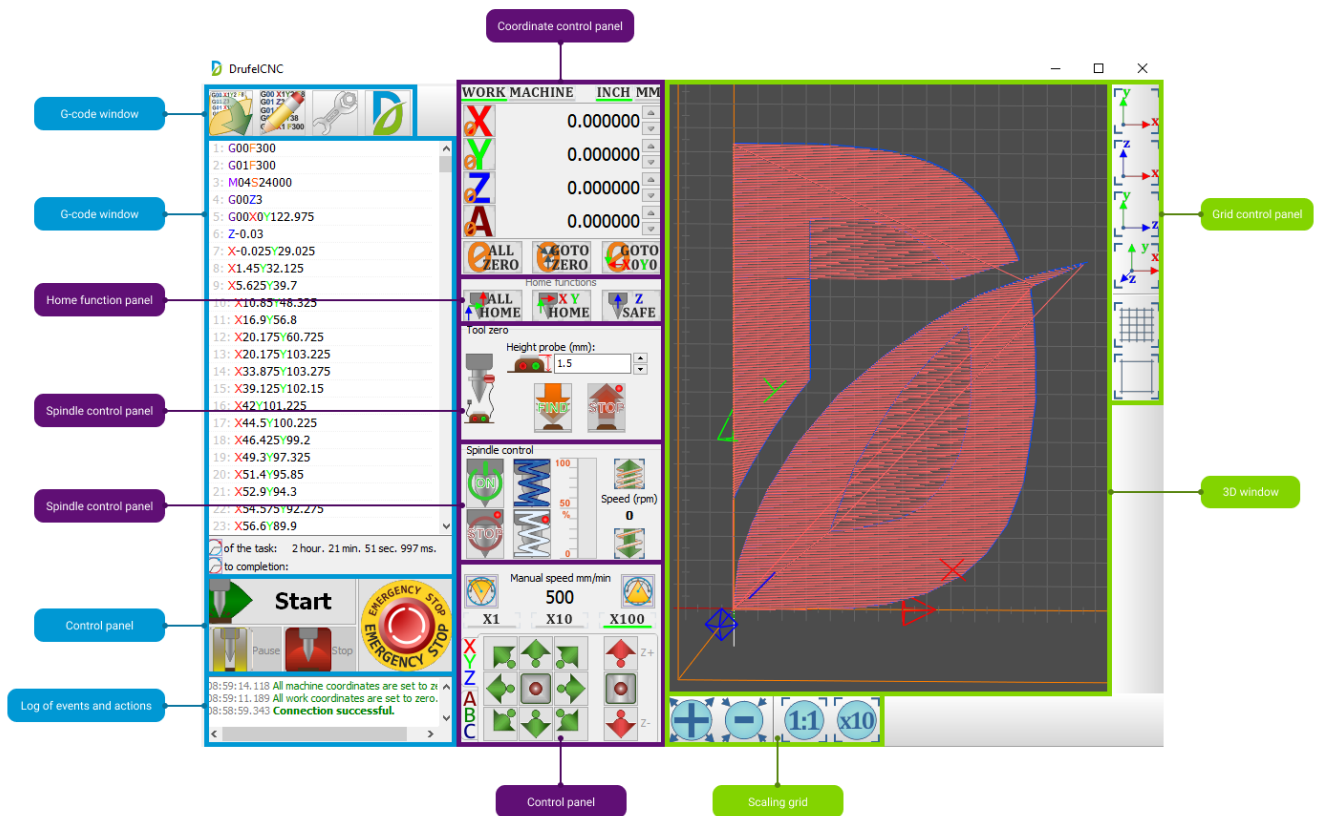 Coordinate control panel
DrufelCNC
G-code window
G-code window
Home function panel
Spindle control panel
Spindle control panel
Control panel
Log of events and actions
1: G00F300
2: G01F300
3: M04S24000
4: G00Z3
5: G00X0Y122.975
6: Z-0.03
7: X-0.025Y29.025
8: X1.45Y32.125
9: X5.625Y39.7
10: X10.85Y48.325
11: X16.9Y56.8
12: X20.175Y60.725
13: X20.175Y103.225
14: X33.875Y103.275
15: X39.125Y102.15
16: X42Y101.225
17: X44.5Y100.225
18: X46.425Y99.2
19: X49.3Y97.325
20: X51.4Y95.85
21: X52.9Y94.3
22: X54.575Y92.275
23: X56.6Y89.9
of the task: 2 hour. 21 min. 51 sec. 997 ms.
to completion:
Start
Pause
Stop
EMERGENCY STOP
EMERGENCY STOP
08:59:14.118 All machine coordinates are set to
08:59:11.189 All work coordinates are set to zero.
08:58:59.343 Connection successful.
WORK MACHINE INCH MM
X 0.000000
Y 0.000000
Z 0.000000
A 0.000000
ALL ZERO
GOTO ZERO
GOTO X0Y0
Home functions
ALL HOME
X Y HOME
Z SAFE
Tool zero
Height probe (mm):
1.5
FIND
STOP
Spindle control
ON
STOP
100
50
%
0
Speed (rpm)
0
Manual speed mm/min
500
X1 X10 X100
X
Y
Z
A
B
C
Z+
Z-
y
x
z
x
y
z
y
x
z
Y
X
1:1
x10
Grid control panel
3D window
Control panel
Scaling grid